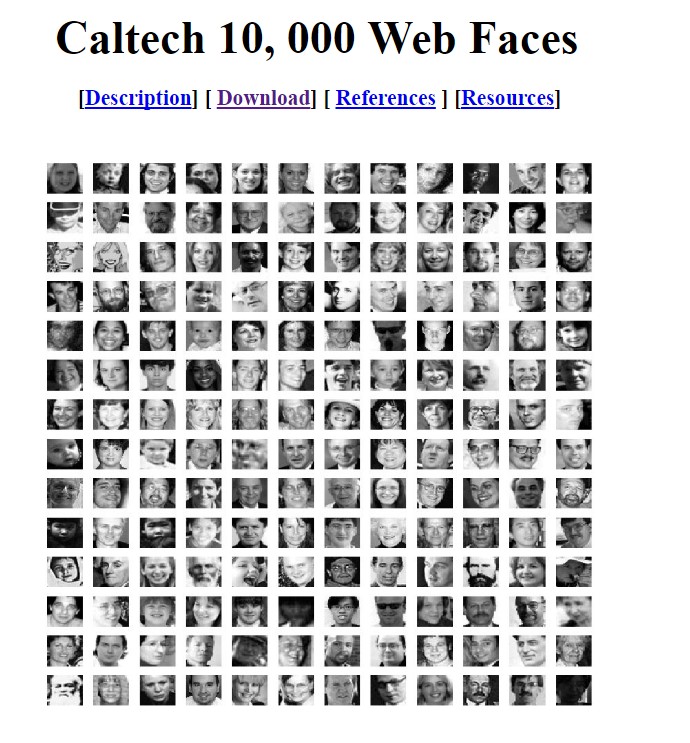 Caltech 10, 000 Web Faces
[Description] [ Download] [ References ] [Resources]